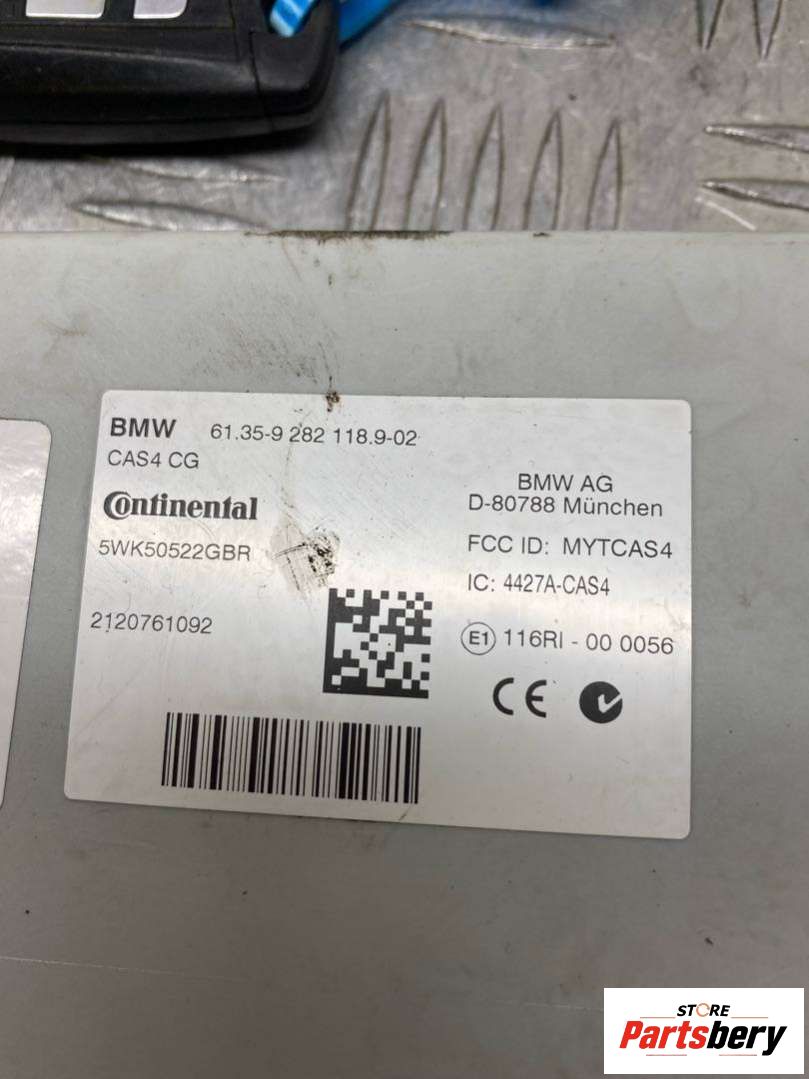 BMW 61.35-9 282 118.9-02
CAS4 CG
Continental
5WK50522GBR
2120761092
BMW AG
D-80788 München
FCC ID: MYTCAS4
IC: 4427A-CAS4
E1 116RI - 00 0056
CE
STORE
Partsbery